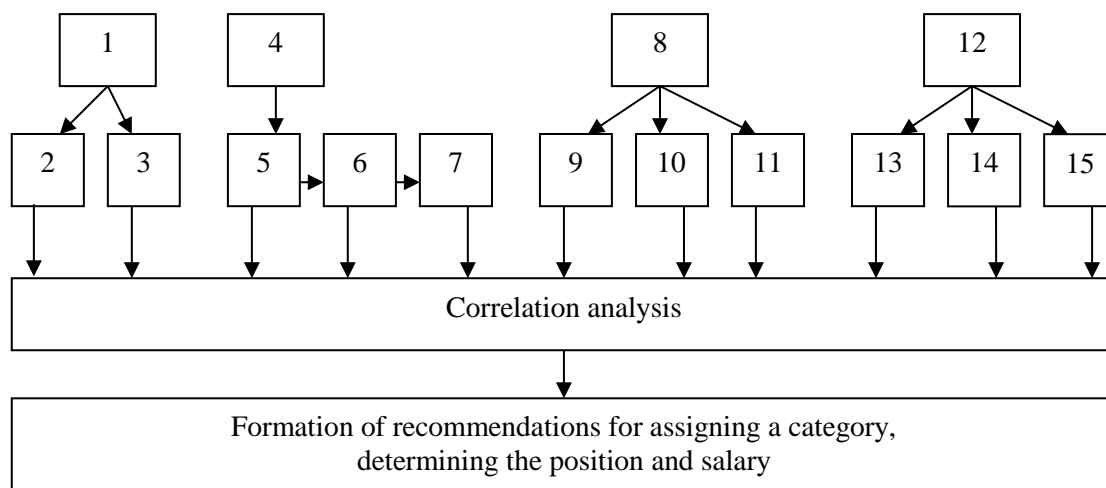 1 4 8 12
2 3 5 6 7 9 10 11 13 14 15
Correlation analysis
Formation of recommendations for assigning a category,
determining the position and salary